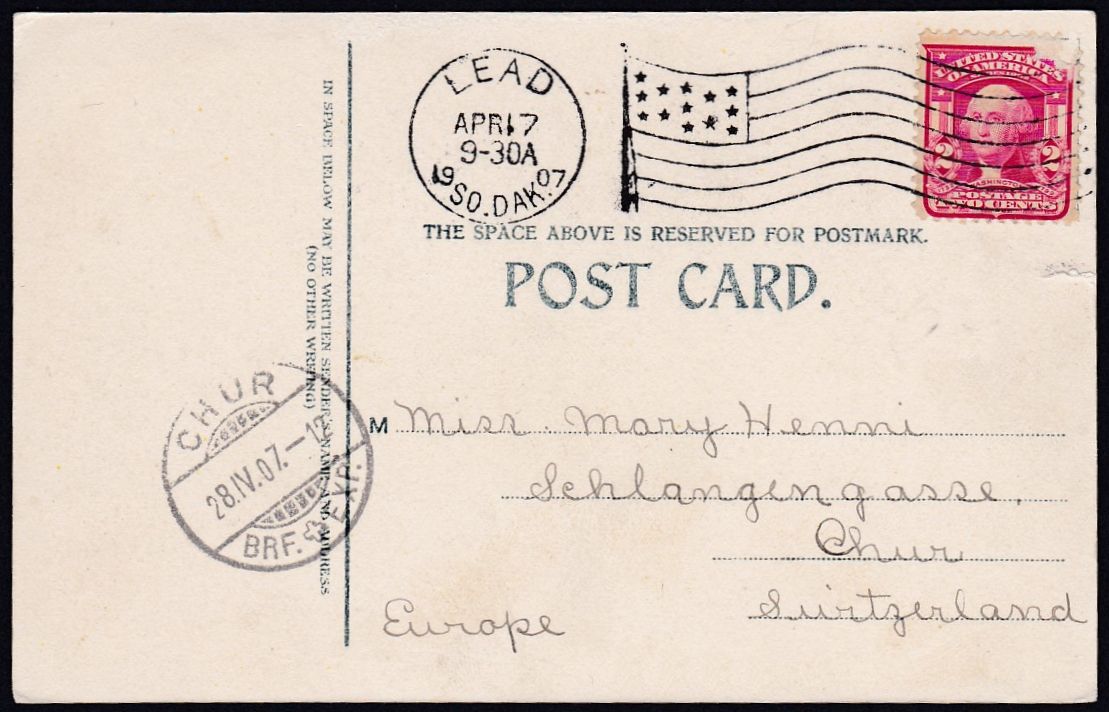 LEAD
APR 17
9-30A
1907
SO. DAK.
UNITED STATES
OF AMERICA
2 2
WASHINGTON
POSTAGE
TWO CENTS
THE SPACE ABOVE IS RESERVED FOR POSTMARK.
POST CARD.
IN SPACE BELOW MAY BE WRITTEN SENDER'S NAME AND ADDRESS
(NO OTHER WRITING)
CHUR
28.IV.07.-12
BRF. EXP.
M Miss. Mary Henni
Schlangengasse,
Chur
Suirtzerland
Europe